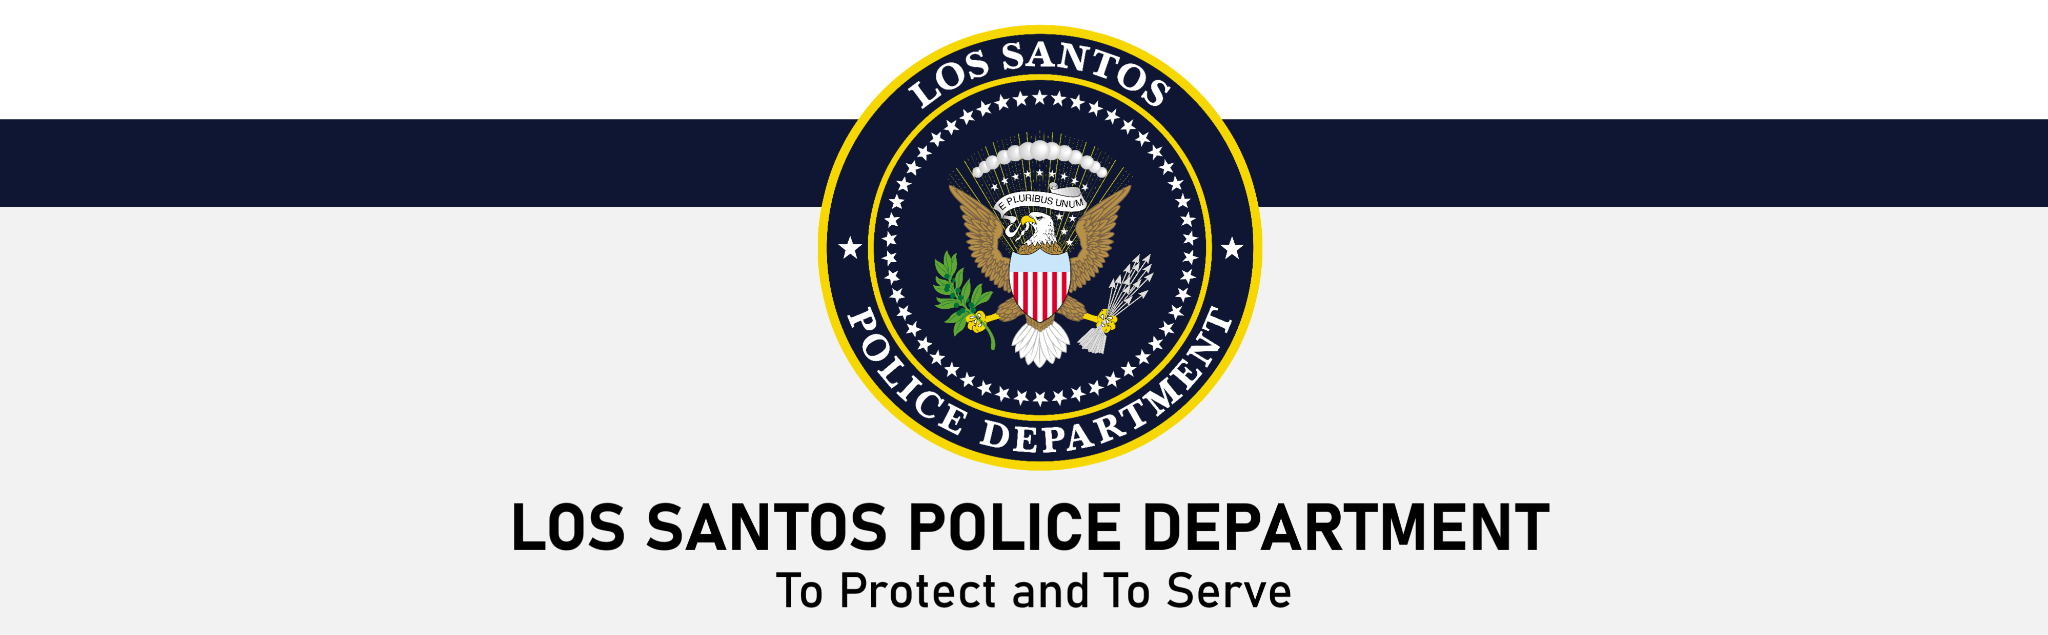 LOS SANTOS
E PLURIBUS UNUM
POLICE DEPARTMENT
LOS SANTOS POLICE DEPARTMENT
To Protect and To Serve